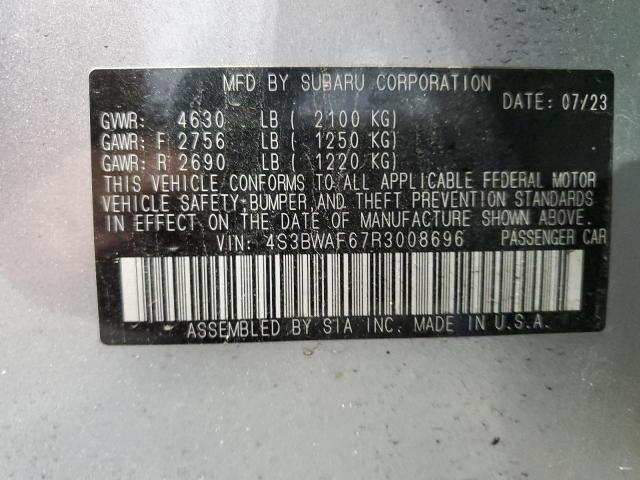 MFD BY SUBARU CORPORATION
DATE: 07/23
GVWR: 4630 LB ( 2100 KG)
GAWR: F 2756 LB ( 1250 KG)
GAWR: R 2690 LB ( 1220 KG)
THIS VEHICLE CONFORMS TO ALL APPLICABLE FEDERAL MOTOR
VEHICLE SAFETY-BUMPER AND THEFT PREVENTION STANDARDS
IN EFFECT ON THE DATE OF MANUFACTURE SHOWN ABOVE.
VIN: 4S3BWAF67R3008696 PASSENGER CAR
ASSEMBLED BY SIA INC. MADE IN U.S.A.